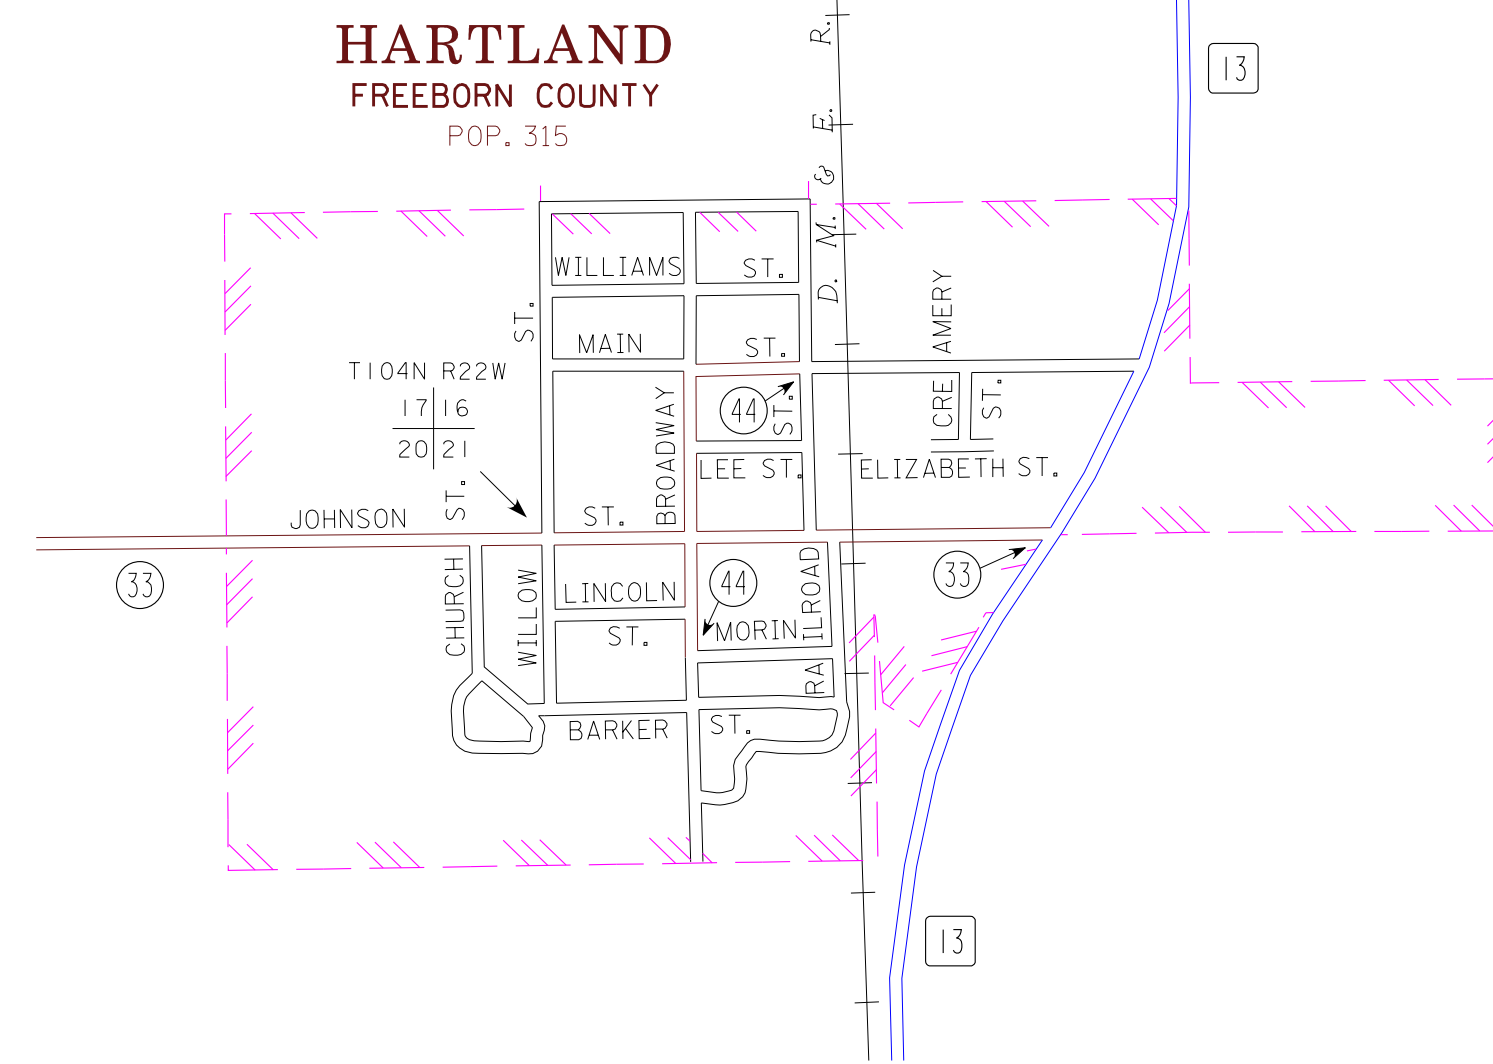 HARTLAND
FREEBORN COUNTY
POP. 315
13
D. M. & E. R.
WILLIAMS ST.
MAIN ST.
WILLOW ST.
CHURCH ST.
T104N R22W
17 16
20 21
BROADWAY
44
RAILROAD ST.
AMERY
CRE ST.
LEE ST.
ELIZABETH ST.
JOHNSON ST.
33
LINCOLN ST.
44
MORIN
33
BARKER ST.
13